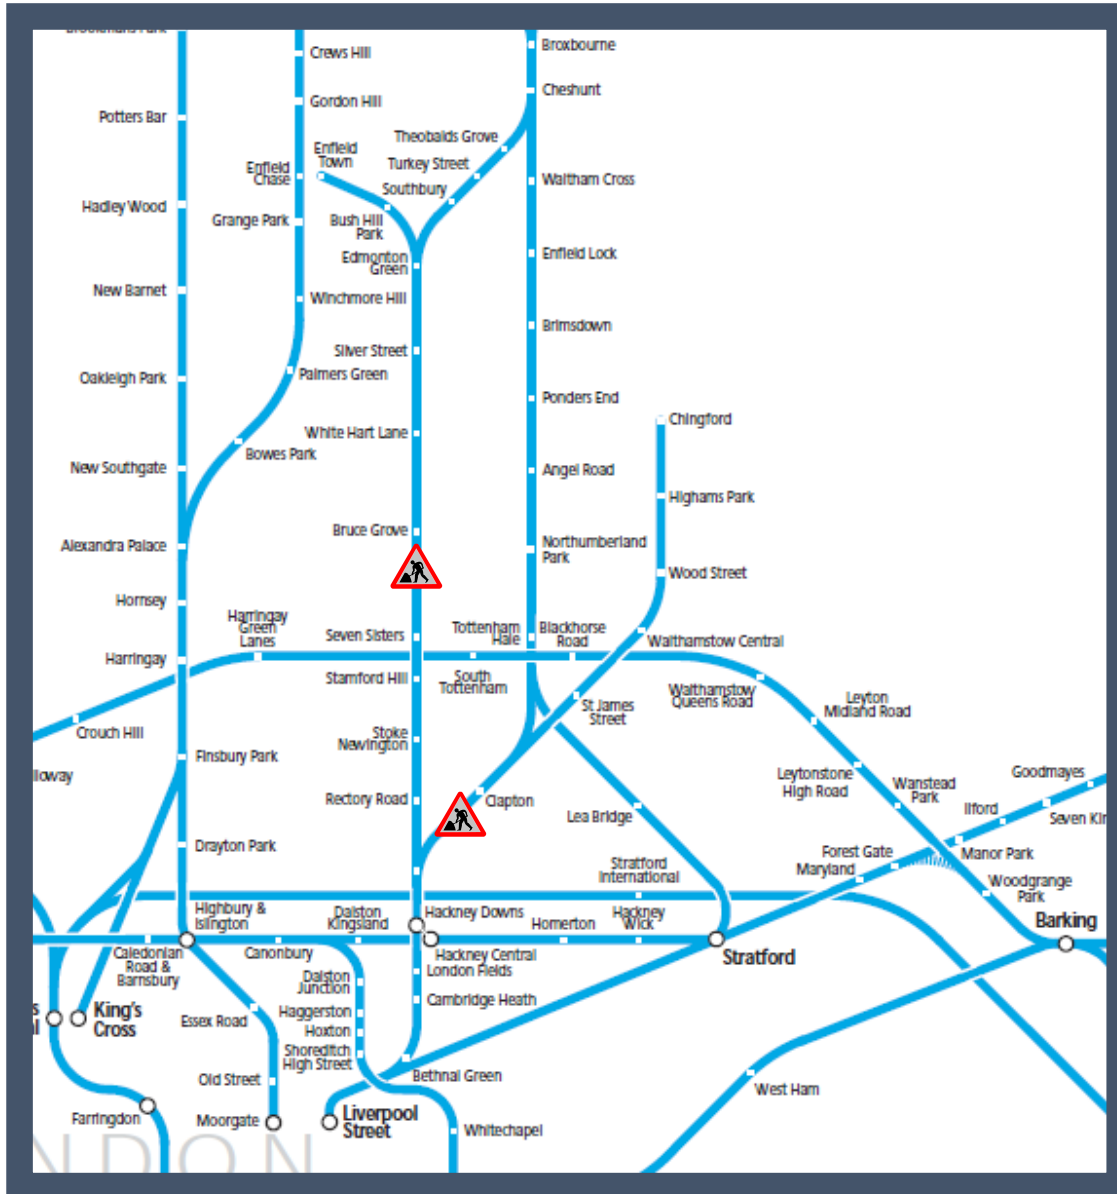 Crews Hill
Gordon Hill
Enfield
Town
Enfield
Chase
Grange Park
Winchmore Hill
Palmers Green
Bowes Park
Potters Bar
Hadley Wood
New Barnet
Oakleigh Park
New Southgate
Alexandra Palace
Hornsey
Harringay
Finsbury Park
Drayton Park
Highbury &
Islington
Essex Road
Old Street
Moorgate
Broxbourne
Cheshunt
Theobalds Grove
Turkey Street
Southbury
Bush Hill
Park
Edmonton
Green
Silver Street
White Hart Lane
Bruce Grove
Seven Sisters
Stamford Hill
Stoke
Newington
Rectory Road
Hackney Downs
London Fields
Cambridge Heath
Bethnal Green
Liverpool
Street
Waltham Cross
Enfield Lock
Brimsdown
Ponders End
Angel Road
Northumberland
Park
Tottenham
Hale
Lea Bridge
Chingford
Highams Park
Wood Street
Walthamstow Central
St James
Street
Clapton
Crouch Hill
Harringay
Green
Lanes
South
Tottenham
Blackhorse
Road
Walthamstow
Queens Road
Leyton
Midland Road
Leytonstone
High Road
Wanstead
Park
Woodgrange
Park
Barking
Goodmayes
Seven Kin
Ilford
Manor Park
Forest Gate
Maryland
Stratford
International
Stratford
Caledonian
Road &
Barnsbury
Canonbury
Dalston
Kingsland
Hackney Central
Homerton
Hackney
Wick
Dalston
Junction
Haggerston
Hoxton
Shoreditch
High Street
Whitechapel
West Ham
King's
Cross
Farringdon
lloway
NDON